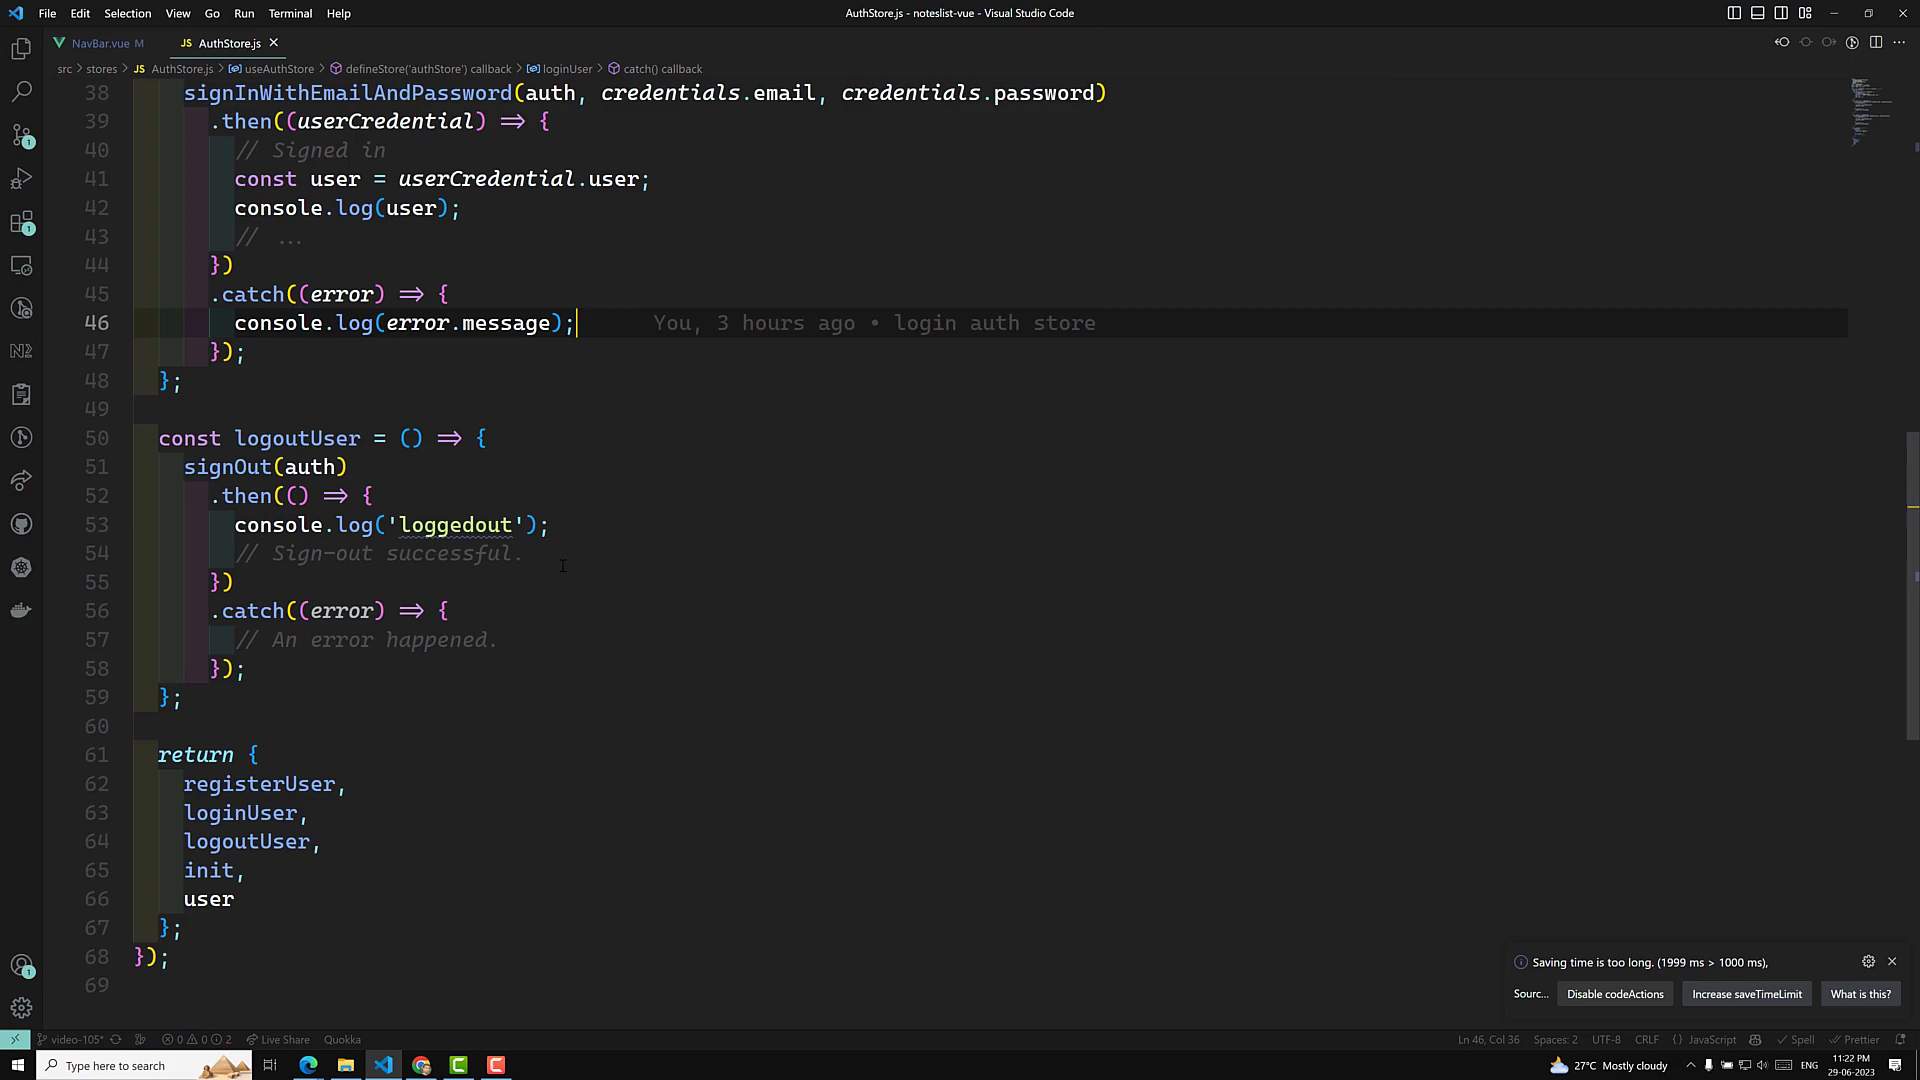 File Edit Selection View Go Run Terminal Help
AuthStore.js - noteslist-vue - Visual Studio Code
NavBar.vue M
JS AuthStore.js
src > stores > JS AuthStore.js > useAuthStore > defineStore('authStore') callback > loginUser > catch() callback
38 signInWithEmailAndPassword(auth, credentials.email, credentials.password)
39 .then((userCredential) => {
40 // Signed in
41 const user = userCredential.user;
42 console.log(user);
43 // ...
44 })
45 .catch((error) => {
46 console.log(error.message); You, 3 hours ago • login auth store
47 });
48 };
49
50 const logoutUser = () => {
51 signOut(auth)
52 .then(() => {
53 console.log('loggedout');
54 // Sign-out successful.
55 })
56 .catch((error) => {
57 // An error happened.
58 });
59 };
60
61 return {
62 registerUser,
63 loginUser,
64 logoutUser,
65 init,
66 user
67 };
68 });
69
Saving time is too long. (1999 ms > 1000 ms),
Sourc... Disable codeActions Increase saveTimeLimit What is this?
video-105* 0 0 2 Live Share Quokka
Ln 46, Col 36 Spaces: 2 UTF-8 CRLF {} JavaScript Spell Prettier
Type here to search
27°C Mostly cloudy ENG
11:22 PM
29-06-2023